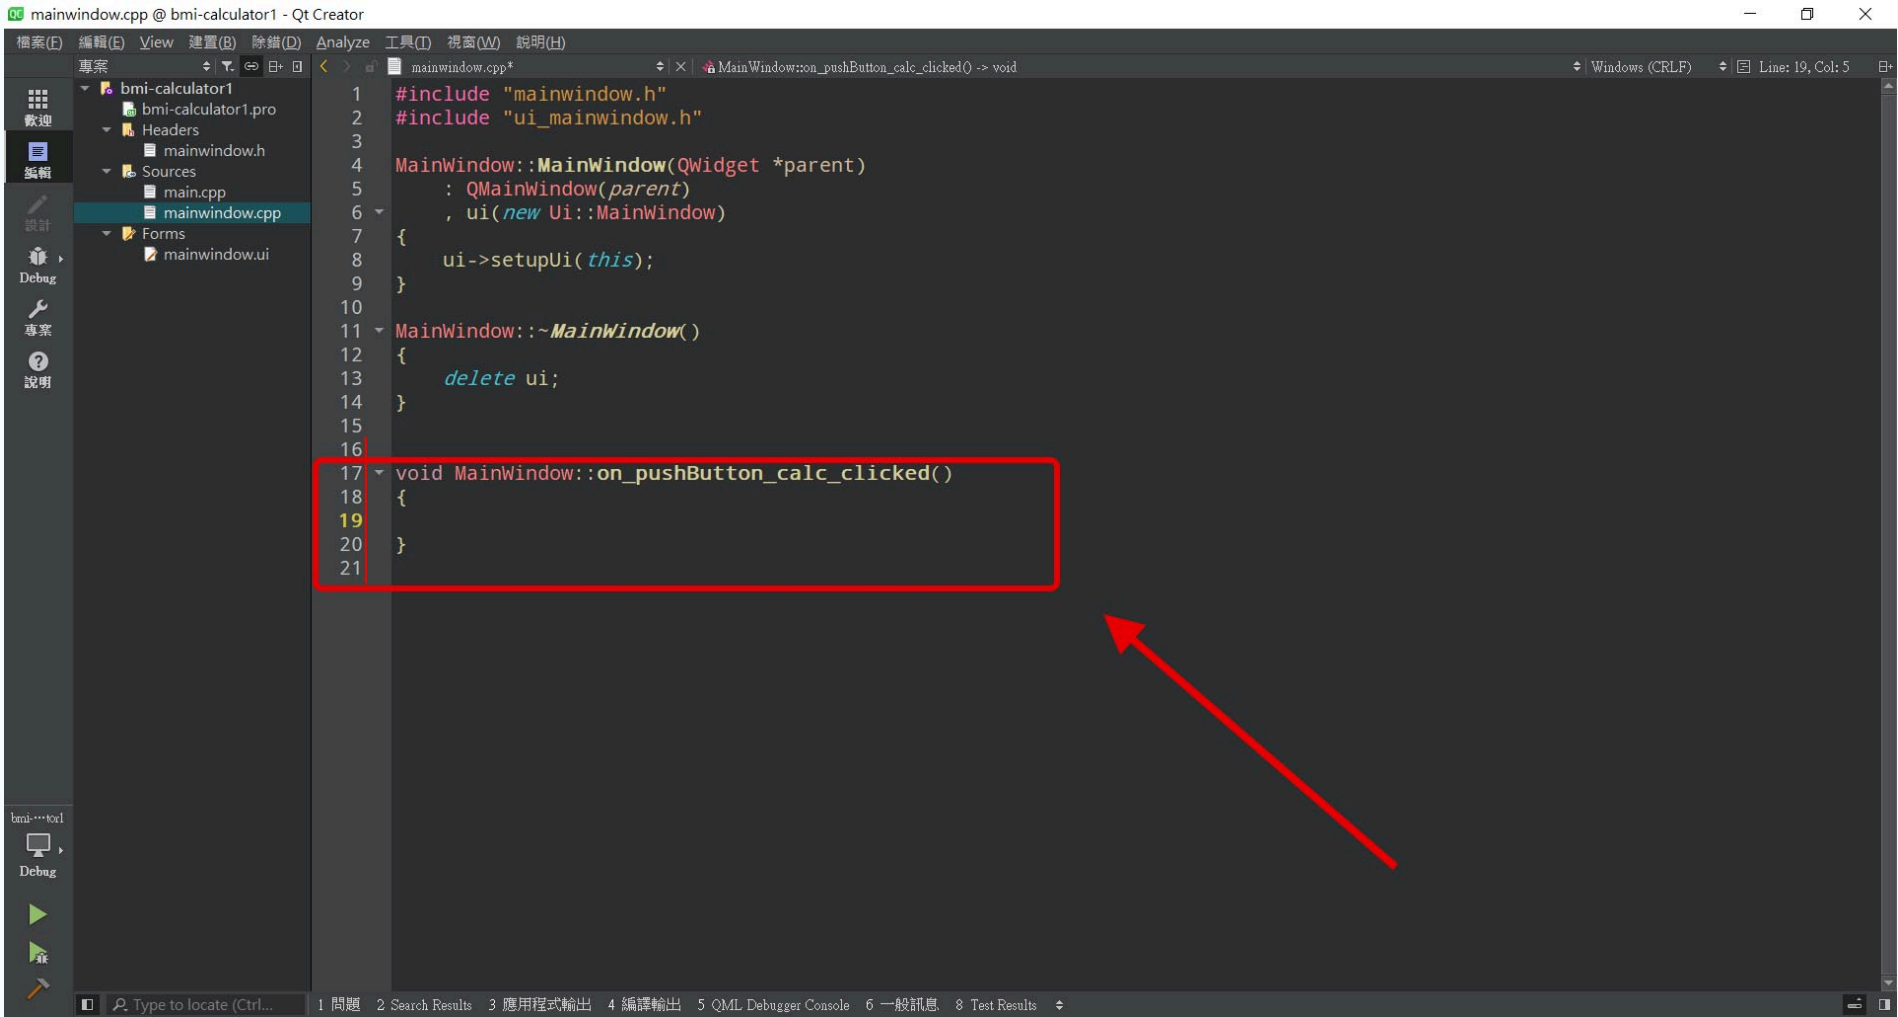 mainwindow.cpp @ bmi-calculator1 - Qt Creator
檔案(F) 編輯(E) View 建置(B) 除錯(D) Analyze 工具(T) 視窗(W) 說明(H)
專案
mainwindow.cpp*
MainWindow::on_pushButton_calc_clicked() -> void
Windows (CRLF)
Line: 19, Col: 5
歡迎
編輯
設計
Debug
專案
說明
bmi-calculator1
bmi-calculator1.pro
Headers
mainwindow.h
Sources
main.cpp
mainwindow.cpp
Forms
mainwindow.ui
1 #include "mainwindow.h"
2 #include "ui_mainwindow.h"
3
4 MainWindow::MainWindow(QWidget *parent)
5     : QMainWindow(parent)
6     , ui(new Ui::MainWindow)
7 {
8     ui->setupUi(this);
9 }
10
11 MainWindow::~MainWindow()
12 {
13     delete ui;
14 }
15
16
17 void MainWindow::on_pushButton_calc_clicked()
18 {
19
20 }
21
bmi-…tor1
Debug
Type to locate (Ctrl...
1 問題 2 Search Results 3 應用程式輸出 4 編譯輸出 5 QML Debugger Console 6 一般訊息 8 Test Results